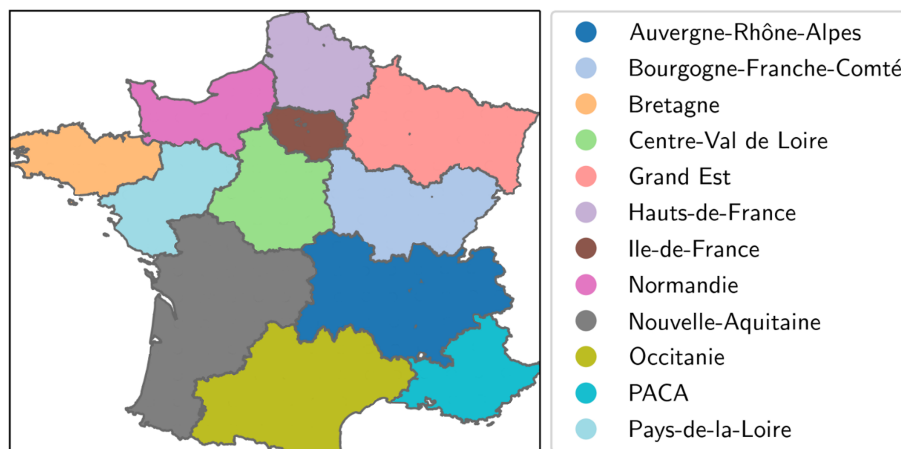 Auvergne-Rhône-Alpes
Bourgogne-Franche-Comté
Bretagne
Centre-Val de Loire
Grand Est
Hauts-de-France
Ile-de-France
Normandie
Nouvelle-Aquitaine
Occitanie
PACA
Pays-de-la-Loire